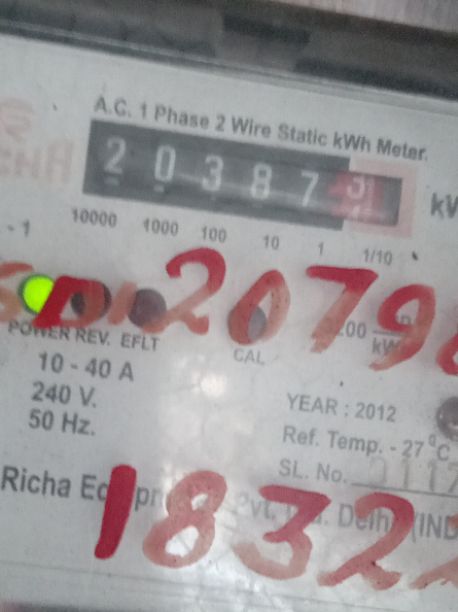 A.C. 1 Phase 2 Wire Static kWh Meter.
2 0 3 8 7
- 1 10000 1000 100 10 1 1/10
2079
POWER REV. EFLT
CAL
10 - 40 A
240 V.
50 Hz.
YEAR : 2012
Ref. Temp. - 27 °C
SL. No.
Richa
1832